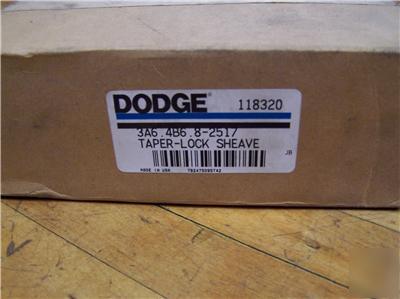 DODGE® 118320
3A6.4B6.8-2517
TAPER-LOCK SHEAVE
JB
MADE IN USA